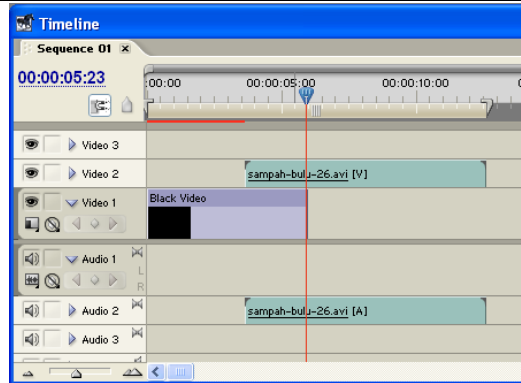 Timeline
Sequence 01
00:00:05:23
:00:00 00:00:05:00 00:00:10:00
Video 3
Video 2 sampah-bulu-26.avi [V]
Video 1 Black Video
Audio 1
L
R
Audio 2 sampah-bulu-26.avi [A]
Audio 3